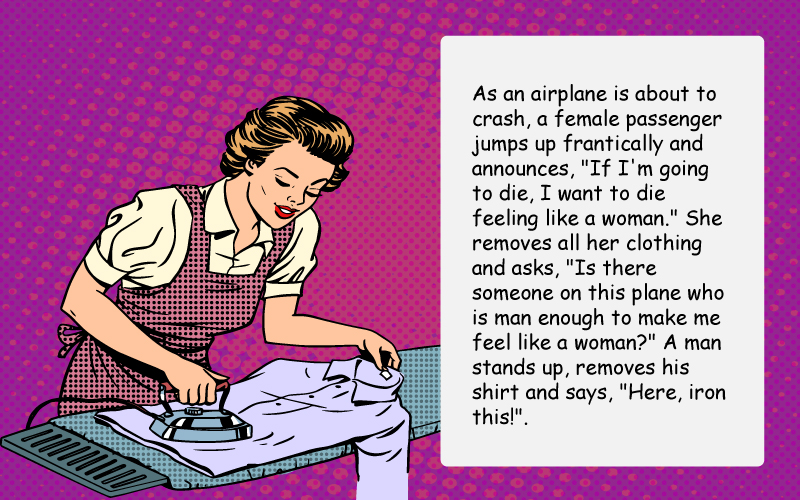 As an airplane is about to
crash, a female passenger
jumps up frantically and
announces, "If I'm going
to die, I want to die
feeling like a woman." She
removes all her clothing
and asks, "Is there
someone on this plane who
is man enough to make me
feel like a woman?" A man
stands up, removes his
shirt and says, "Here, iron
this!".